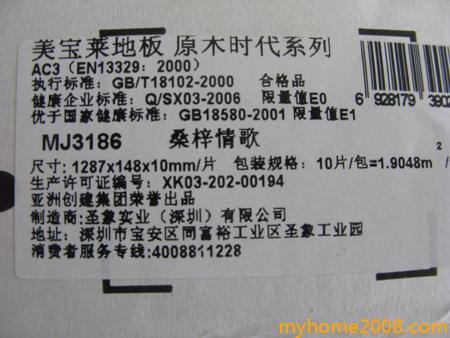 美宝莱地板 原木时代系列
AC3（EN13329：2000）
执行标准：GB/T18102-2000 合格品
健康企业标准：Q/SX03-2006 限量值E0
优于国家健康标准：GB18580-2001 限量值E1
6 928179 3902
MJ3186 桑梓情歌
尺寸：1287x148x10mm/片 包装规格：10片/包=1.9048m²
生产许可证编号：XK03-202-00194
亚洲创建集团荣誉出品
制造商:圣象实业（深圳）有限公司
地址：深圳市宝安区同富裕工业区圣象工业园
消费者服务专线:4008811228
myhome2008.com